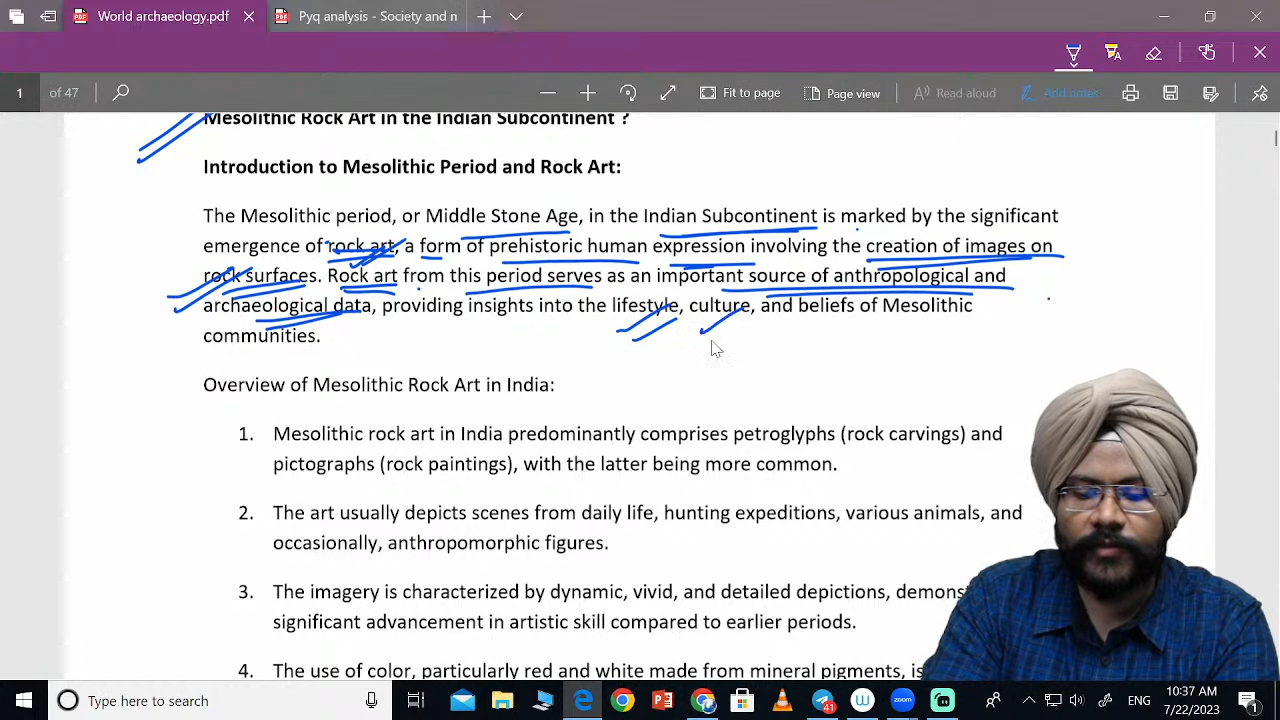 World archaeology.pdf
Pyq analysis - Society and n
1 of 47
Fit to page
Page view
Read aloud
Add notes
Mesolithic Rock Art in the Indian Subcontinent ?
Introduction to Mesolithic Period and Rock Art:
The Mesolithic period, or Middle Stone Age, in the Indian Subcontinent is marked by the significant
emergence of rock art, a form of prehistoric human expression involving the creation of images on
rock surfaces. Rock art from this period serves as an important source of anthropological and
archaeological data, providing insights into the lifestyle, culture, and beliefs of Mesolithic
communities.
Overview of Mesolithic Rock Art in India:
1. Mesolithic rock art in India predominantly comprises petroglyphs (rock carvings) and
pictographs (rock paintings), with the latter being more common.
2. The art usually depicts scenes from daily life, hunting expeditions, various animals, and
occasionally, anthropomorphic figures.
3. The imagery is characterized by dynamic, vivid, and detailed depictions, demonst
significant advancement in artistic skill compared to earlier periods.
4. The use of color, particularly red and white made from mineral pigments, is
Type here to search
41
ENG
10:37 AM
7/22/2023
1